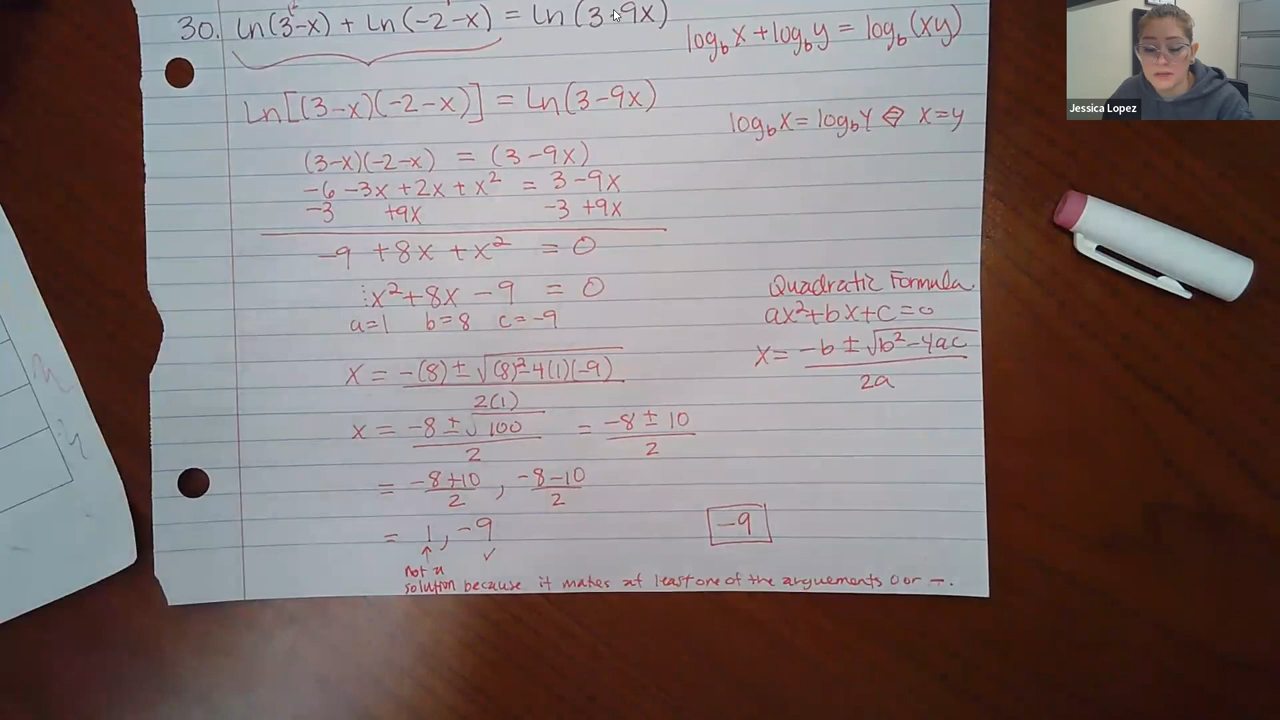 30. ln(3-x) + ln(-2-x) = ln(3-9x)
log_b x + log_b y = log_b (xy)
Jessica Lopez
ln[(3-x)(-2-x)] = ln(3-9x)
log_b x = log_b y ⇔ x=y
(3-x)(-2-x) = (3-9x)
-6 -3x +2x + x² = 3 -9x
-3 +9x -3 +9x
-9 +8x + x² = 0
x² + 8x - 9 = 0
a=1 b=8 c=-9
Quadratic Formula
ax²+bx+c=0
x = (-b ± √(b²-4ac)) / 2a
x = (-(8) ± √((8)²-4(1)(-9))) / 2(1)
x = (-8 ± √100) / 2 = (-8 ± 10) / 2
= (-8+10)/2 , (-8-10)/2
= 1, -9
↑ ✓
-9
not a
solution because it makes at least one of the arguements 0 or -.